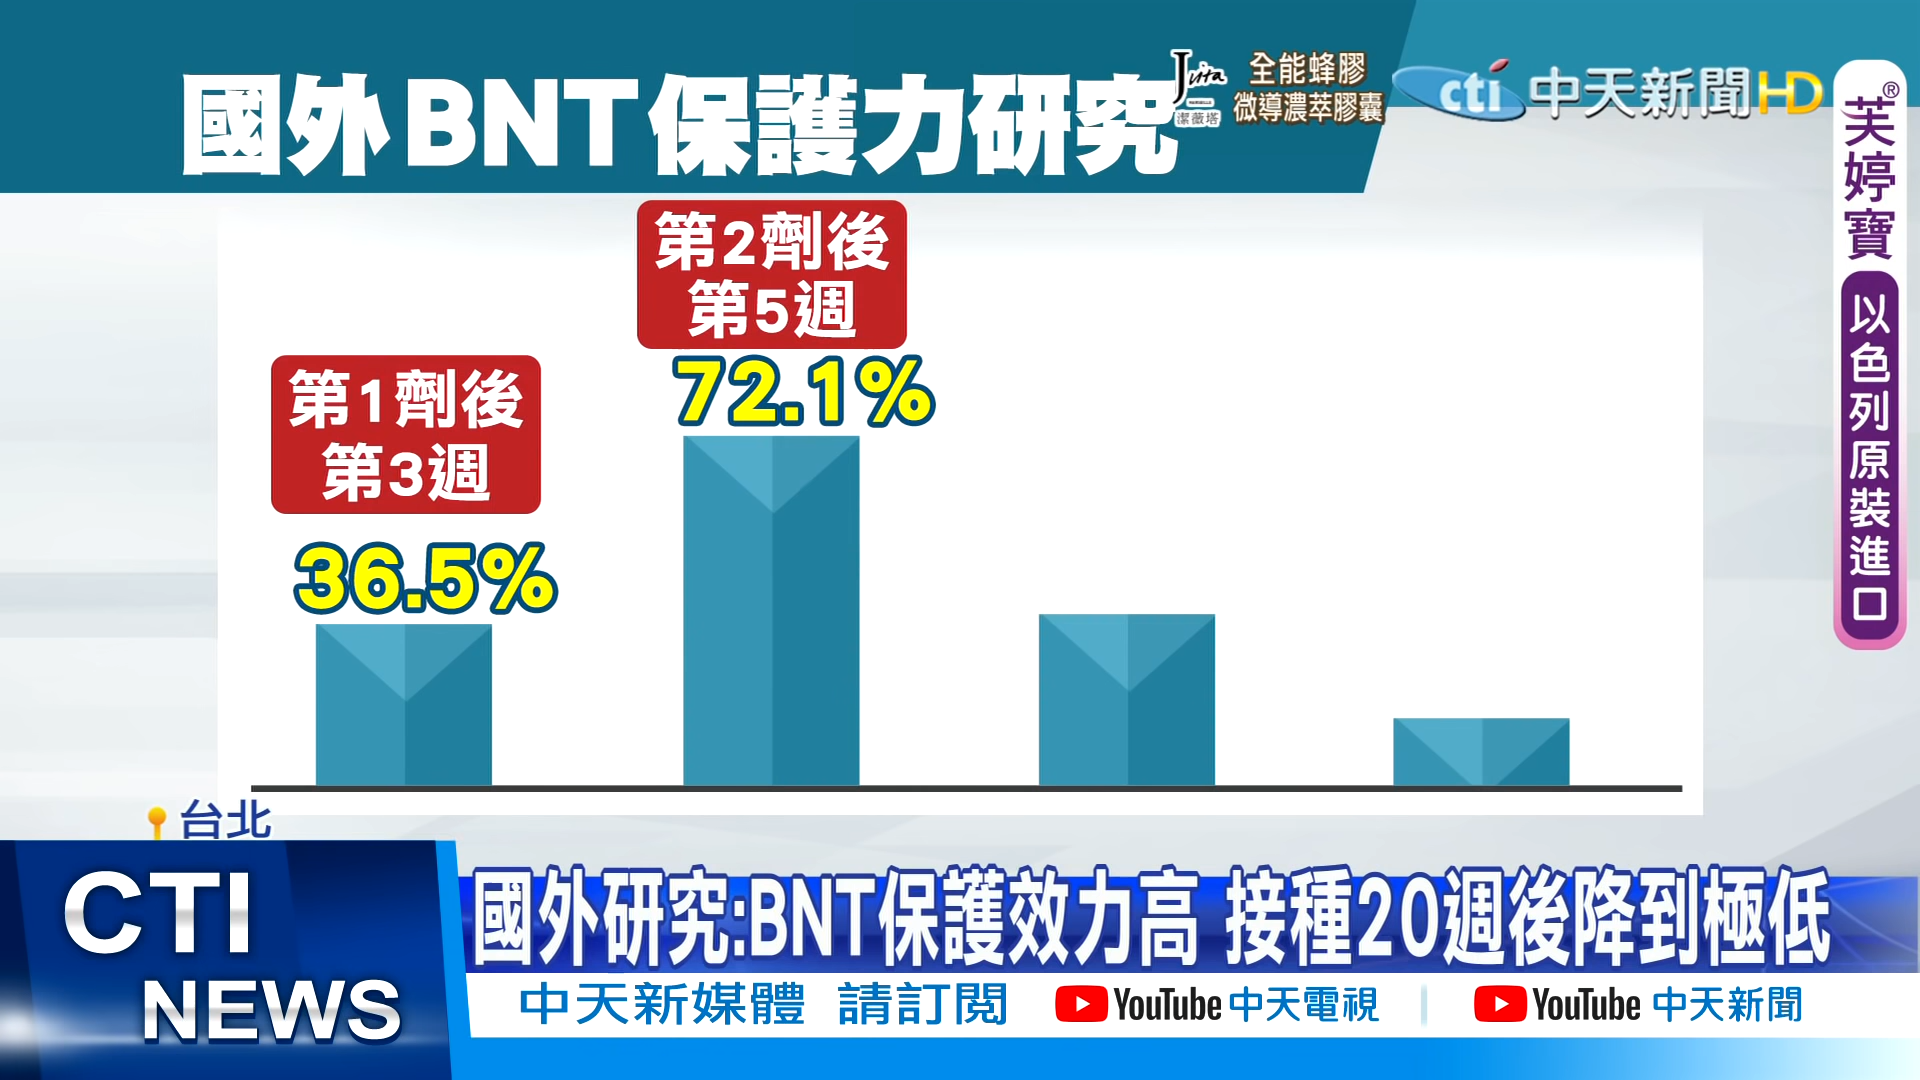 國外BNT保護力研究
Jvita
潔薇塔
全能蜂膠
微導濃萃膠囊
cti 中天新聞HD
芙婷寶®
以色列原裝進口
第2劑後
第5週
72.1%
第1劑後
第3週
36.5%
台北
CTI
NEWS
國外研究:BNT保護效力高 接種20週後降到極低
中天新媒體 請訂閱 YouTube 中天電視 | YouTube 中天新聞